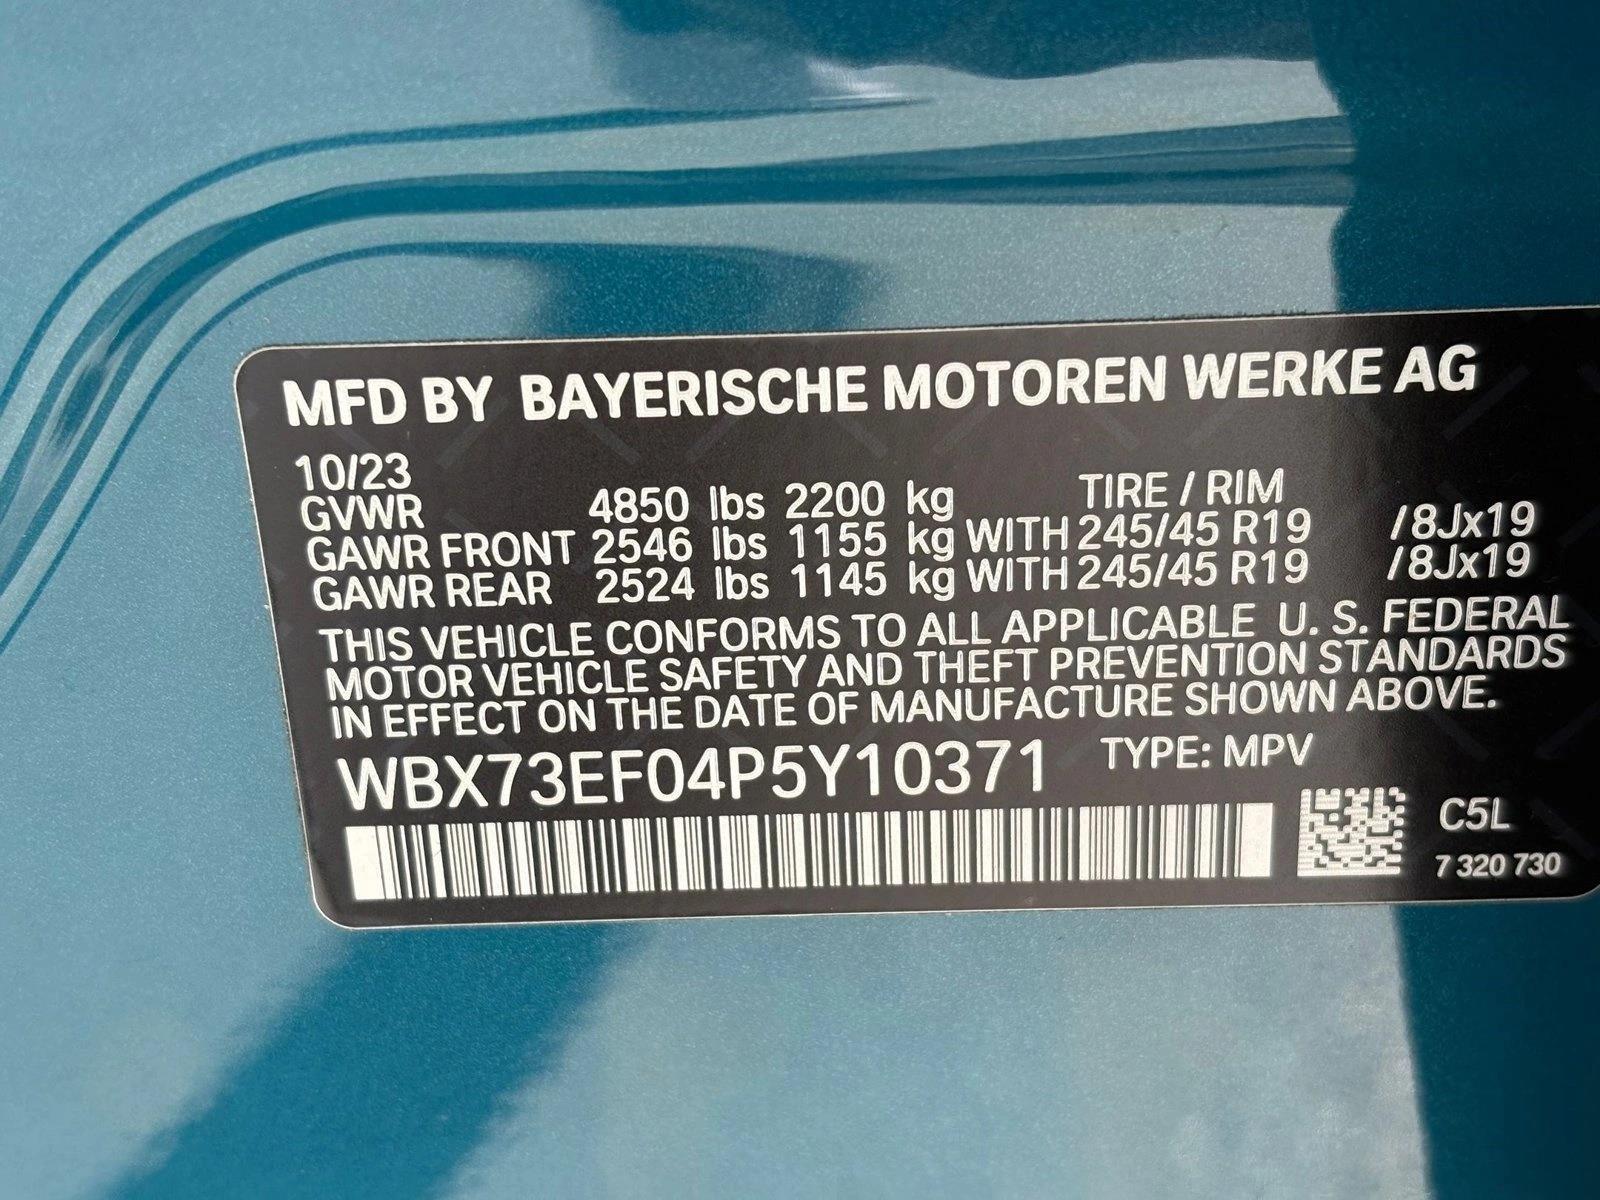 MFD BY BAYERISCHE MOTOREN WERKE AG
10/23
GVWR 4850 lbs 2200 kg TIRE / RIM
GAWR FRONT 2546 lbs 1155 kg WITH 245/45 R19 /8Jx19
GAWR REAR 2524 lbs 1145 kg WITH 245/45 R19 /8Jx19
THIS VEHICLE CONFORMS TO ALL APPLICABLE U. S. FEDERAL
MOTOR VEHICLE SAFETY AND THEFT PREVENTION STANDARDS
IN EFFECT ON THE DATE OF MANUFACTURE SHOWN ABOVE.
WBX73EF04P5Y10371 TYPE: MPV
C5L
7 320 730